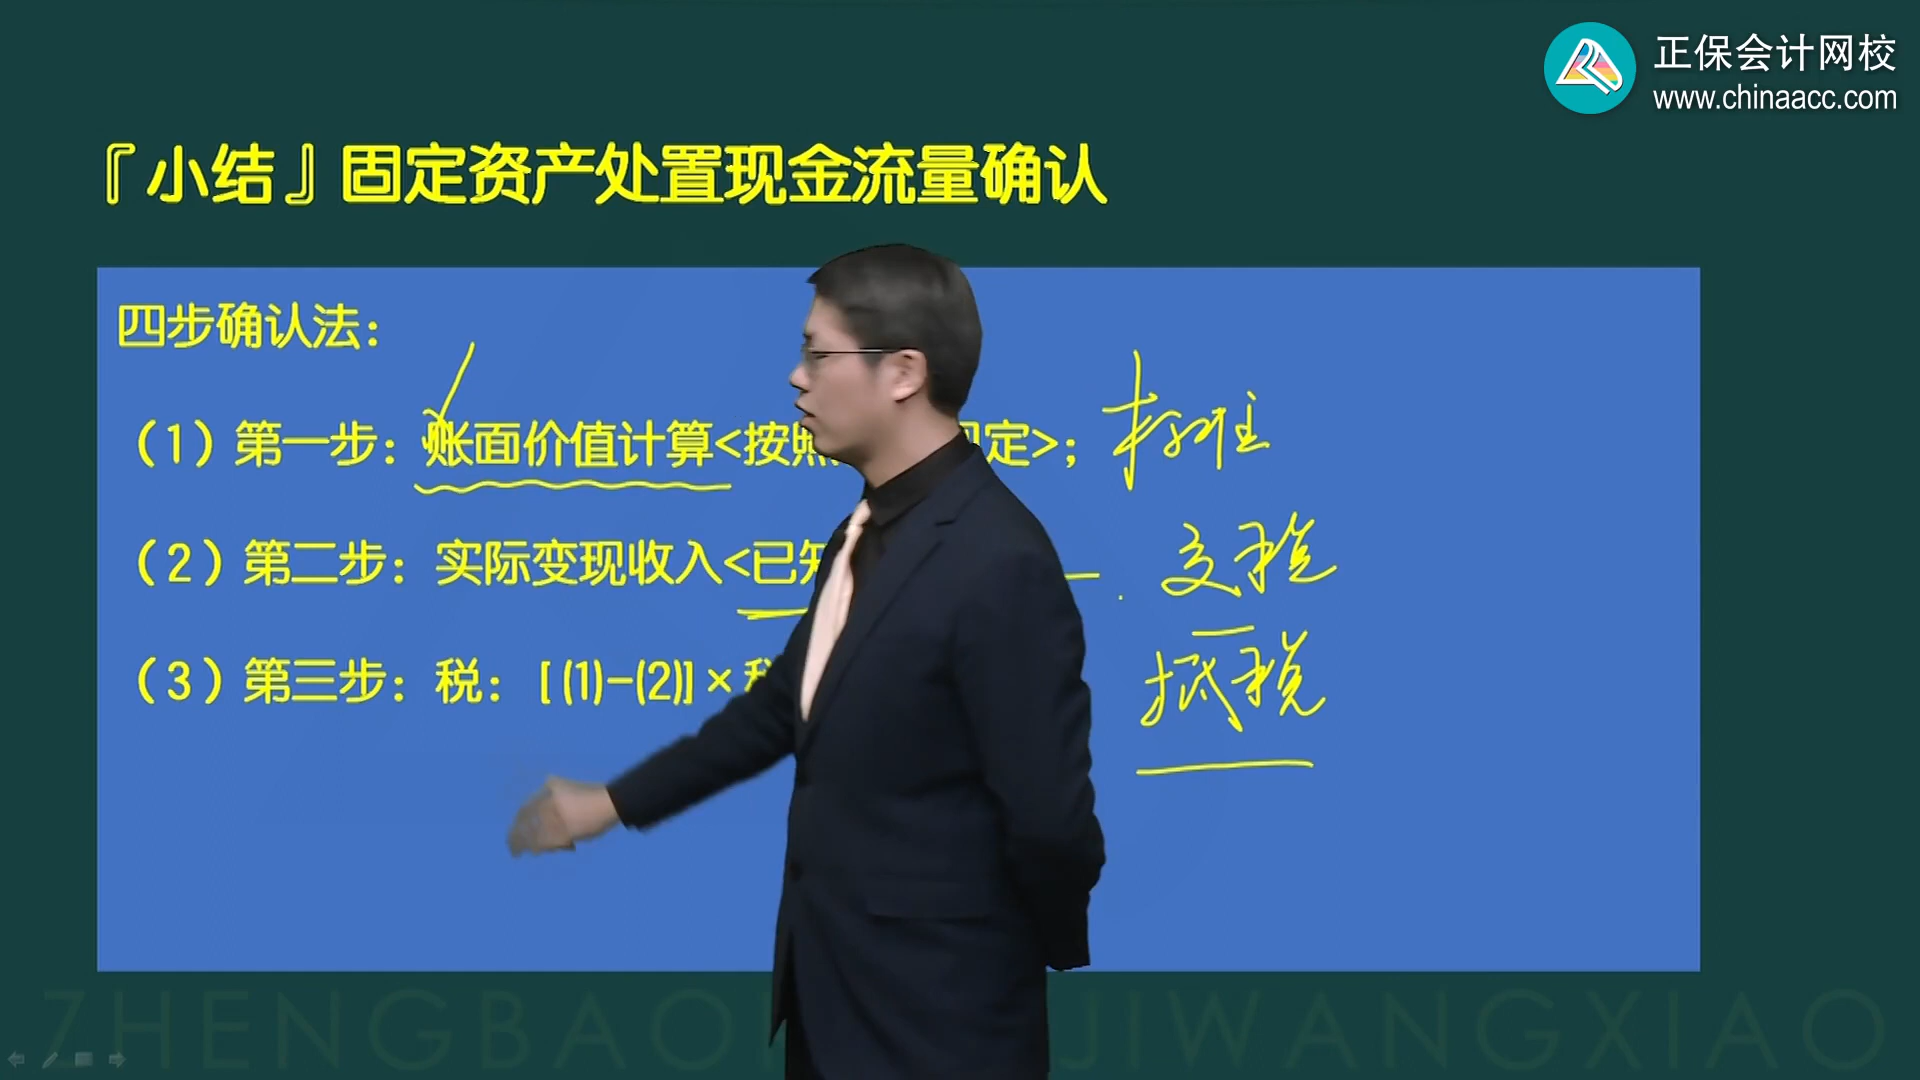 正保会计网校
www.chinaacc.com
『小结』固定资产处置现金流量确认
四步确认法：
（1）第一步：账面价值计算<按照 定>；
（2）第二步：实际变现收入<已知
交税
（3）第三步：税：[(1)-(2)]×税
抵税